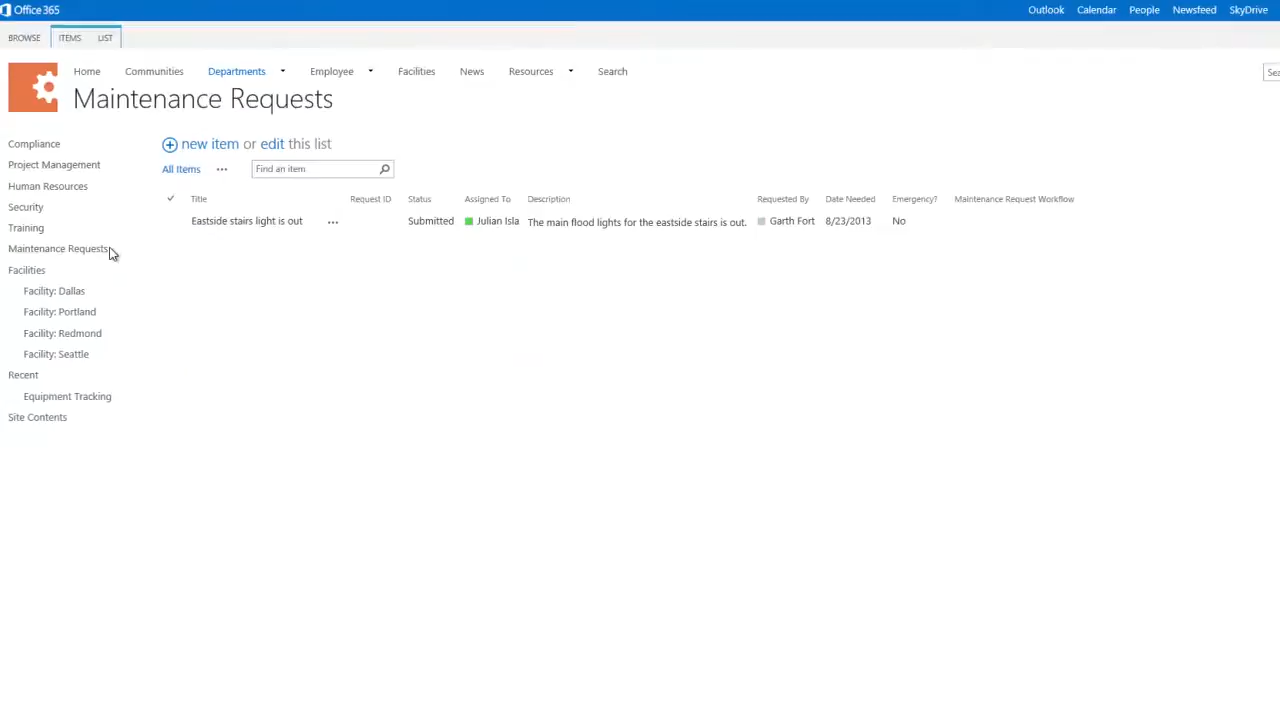 Office 365 Outlook Calendar People Newsfeed SkyDrive
BROWSE ITEMS LIST
Home Communities Departments Employee Facilities News Resources Search
Maintenance Requests
Compliance
Project Management
Human Resources
Security
Training
Maintenance Requests
Facilities
Facility: Dallas
Facility: Portland
Facility: Redmond
Facility: Seattle
Recent
Equipment Tracking
Site Contents
new item or edit this list
All Items ••• Find an item
Title Request ID Status Assigned To Description Requested By Date Needed Emergency? Maintenance Request Workflow
Eastside stairs light is out ••• Submitted Julian Isla The main flood lights for the eastside stairs is out. Garth Fort 8/23/2013 No